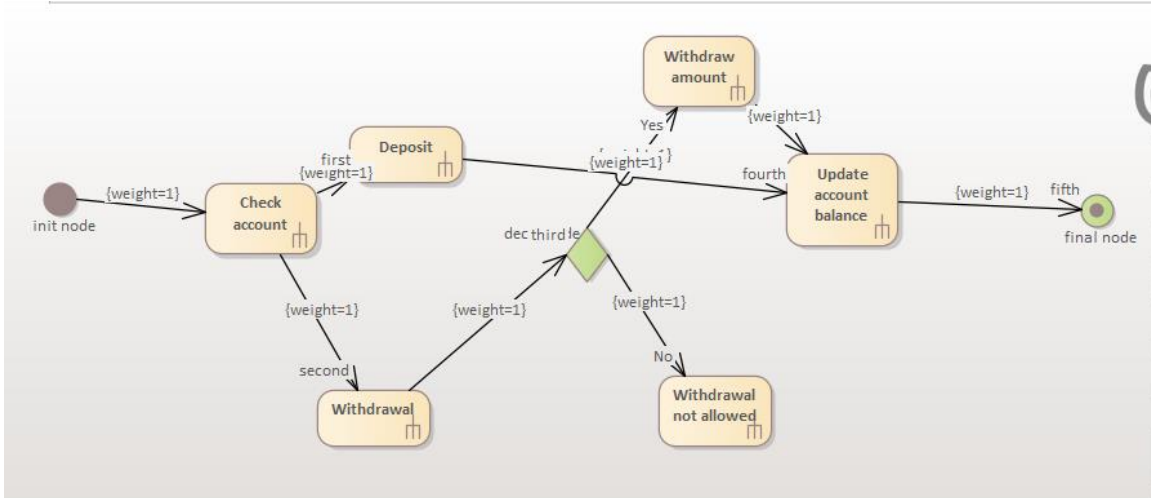 Withdraw
amount
{weight=1}
Yes
Deposit
first
{weight=1}
{weight=1}
fourth
Update
account
balance
{weight=1}
fifth
final node
{weight=1}
init node
Check
account
third
{weight=1}
second
{weight=1}
{weight=1}
No
Withdrawal
Withdrawal
not allowed